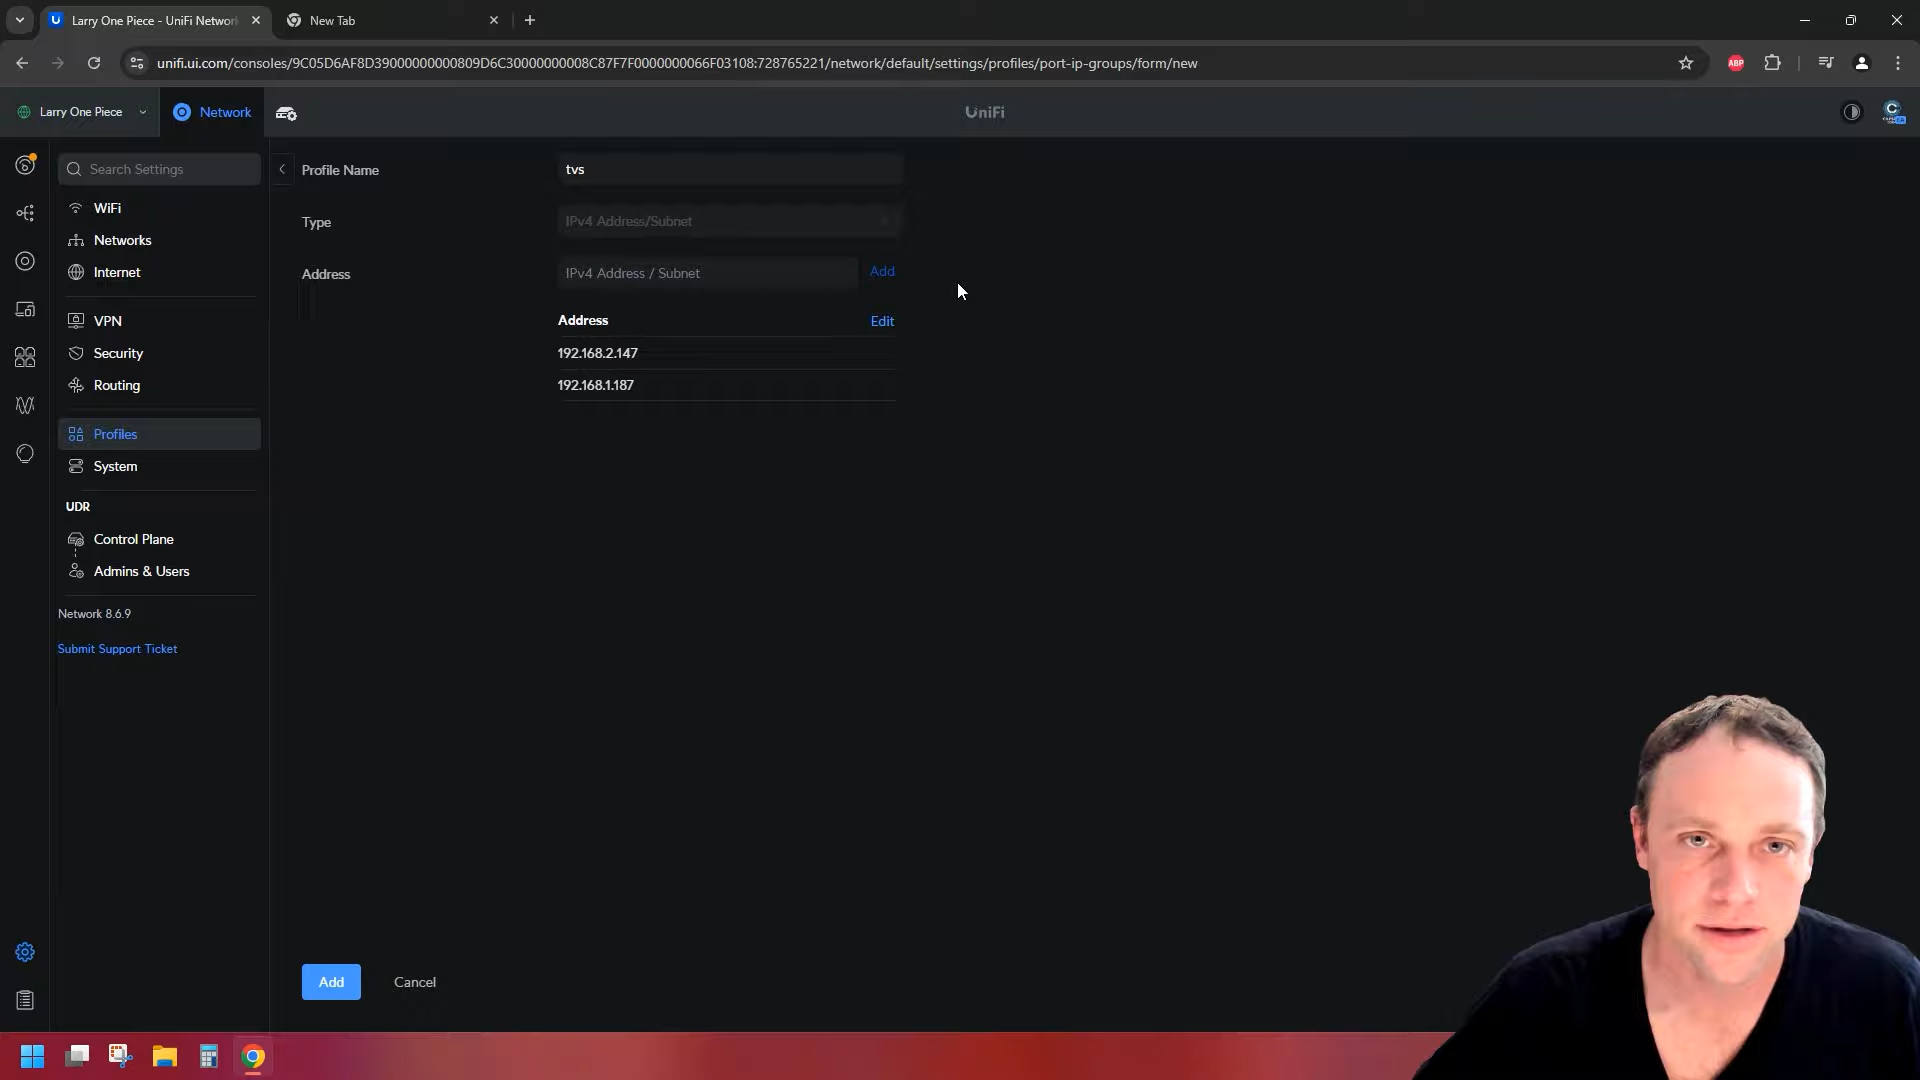 Larry One Piece - UniFi Networ
New Tab
unifi.ui.com/consoles/9C05D6AF8D39000000000809D6C30000000008C87F7F0000000066F03108:728765221/network/default/settings/profiles/port-ip-groups/form/new
ABP
Larry One Piece
Network
UniFi
Search Settings
WiFi
Networks
Internet
VPN
Security
Routing
Profiles
System
UDR
Control Plane
Admins & Users
Network 8.6.9
Submit Support Ticket
Profile Name
tvs
Type
IPv4 Address/Subnet
Address
IPv4 Address / Subnet
Add
Address
Edit
192.168.2.147
192.168.1.187
Add
Cancel